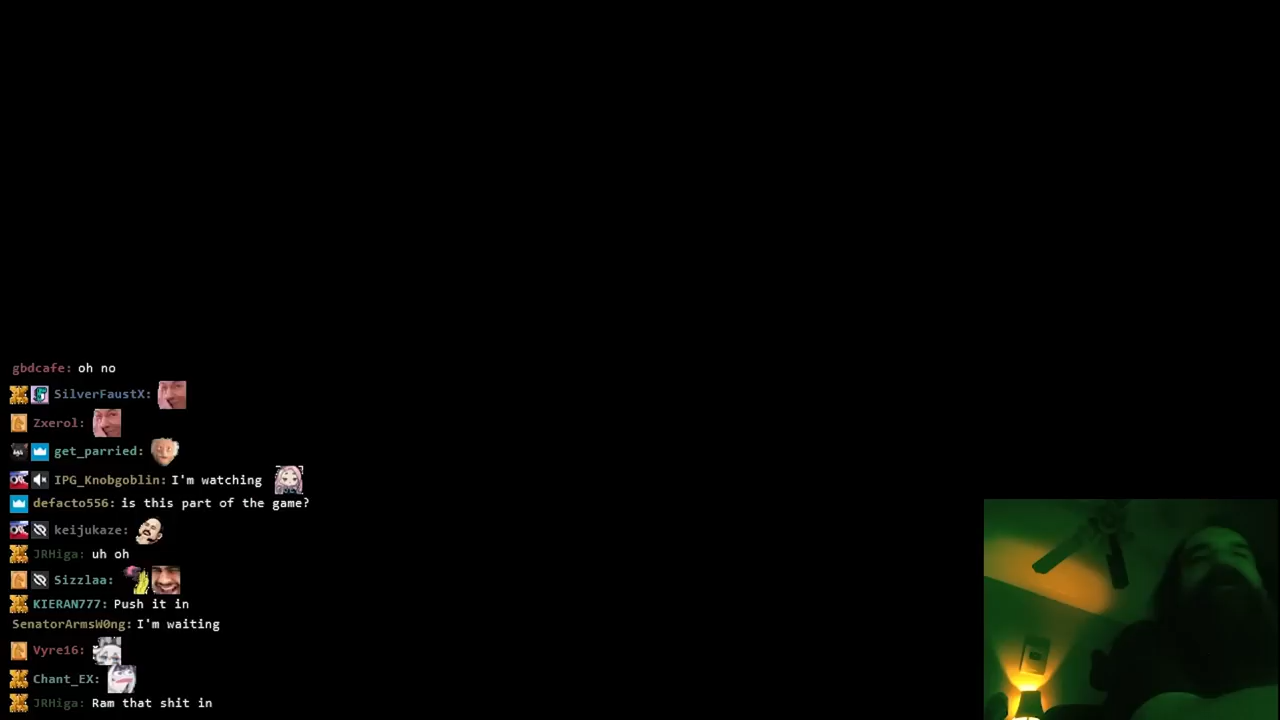 gbdcafe: oh no
SilverFaustX:
Zxerol:
get_parried:
IPG_Knobgoblin: I'm watching
defacto556: is this part of the game?
keijukaze:
JRHiga: uh oh
Sizzlaa:
KIERAN777: Push it in
SenatorArmsW0ng: I'm waiting
Vyre16:
Chant_EX:
JRHiga: Ram that shit in